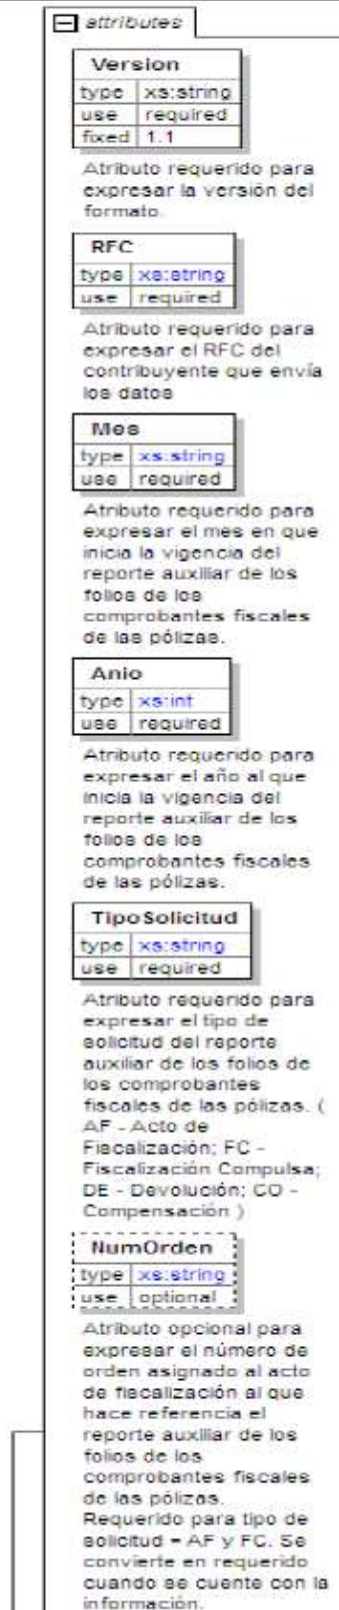 attributes
Version
type xs:string
use required
fixed 1.1
Atributo requerido para
expresar la versión del
formato.
RFC
type xs:string
use required
Atributo requerido para
expresar el RFC del
contribuyente que envía
los datos
Mes
type xs:string
use required
Atributo requerido para
expresar el mes en que
inicia la vigencia del
reporte auxiliar de los
folios de los
comprobantes fiscales
de las pólizas.
Anio
type xs:int
use required
Atributo requerido para
expresar el año al que
inicia la vigencia del
reporte auxiliar de los
folios de los
comprobantes fiscales
de las pólizas.
TipoSolicitud
type xs:string
use required
Atributo requerido para
expresar el tipo de
solicitud del reporte
auxiliar de los folios de
los comprobantes
fiscales de las pólizas. (
AF - Acto de
Fiscalización; FC -
Fiscalización Compulsa;
DE - Devolución; CO -
Compensación )
NumOrden
type xs:string
use optional
Atributo opcional para
expresar el número de
orden asignado al acto
de fiscalización al que
hace referencia el
reporte auxiliar de los
folios de los
comprobantes fiscales
de las pólizas.
Requerido para tipo de
solicitud = AF y FC. Se
convierte en requerido
cuando se cuente con la
información.